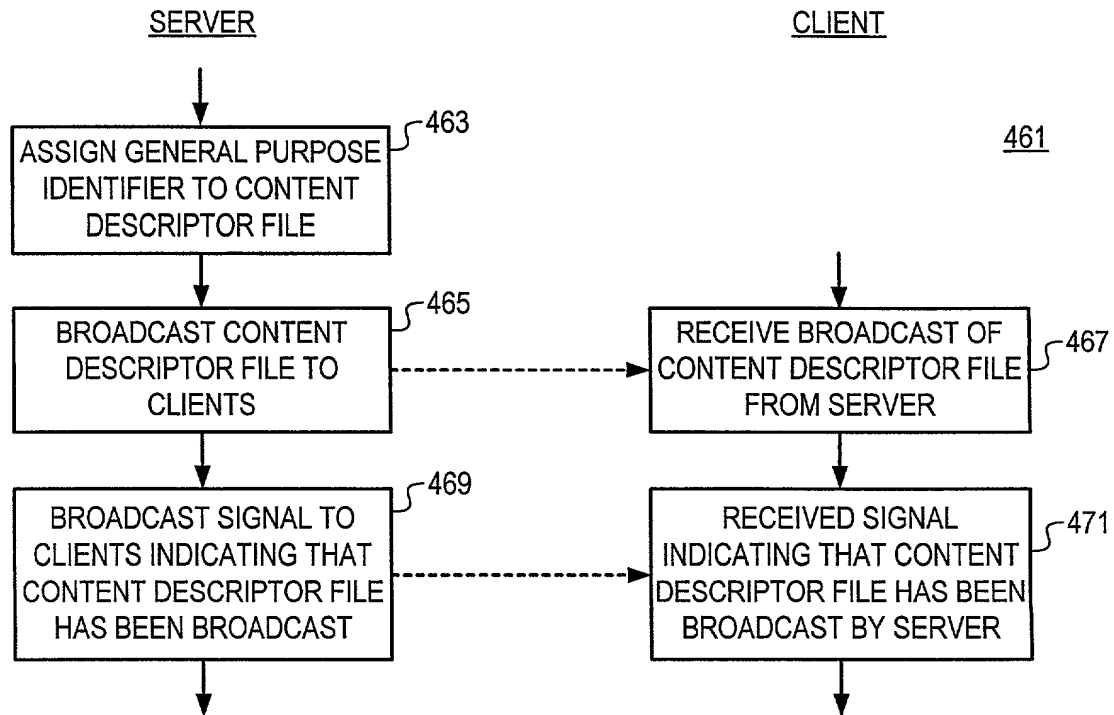 SERVER
CLIENT
463
ASSIGN GENERAL PURPOSE
IDENTIFIER TO CONTENT
DESCRIPTOR FILE
461
465
BROADCAST CONTENT
DESCRIPTOR FILE TO
CLIENTS
RECEIVE BROADCAST OF
CONTENT DESCRIPTOR FILE
FROM SERVER
467
469
BROADCAST SIGNAL TO
CLIENTS INDICATING THAT
CONTENT DESCRIPTOR FILE
HAS BEEN BROADCAST
RECEIVED SIGNAL
INDICATING THAT CONTENT
DESCRIPTOR FILE HAS BEEN
BROADCAST BY SERVER
471